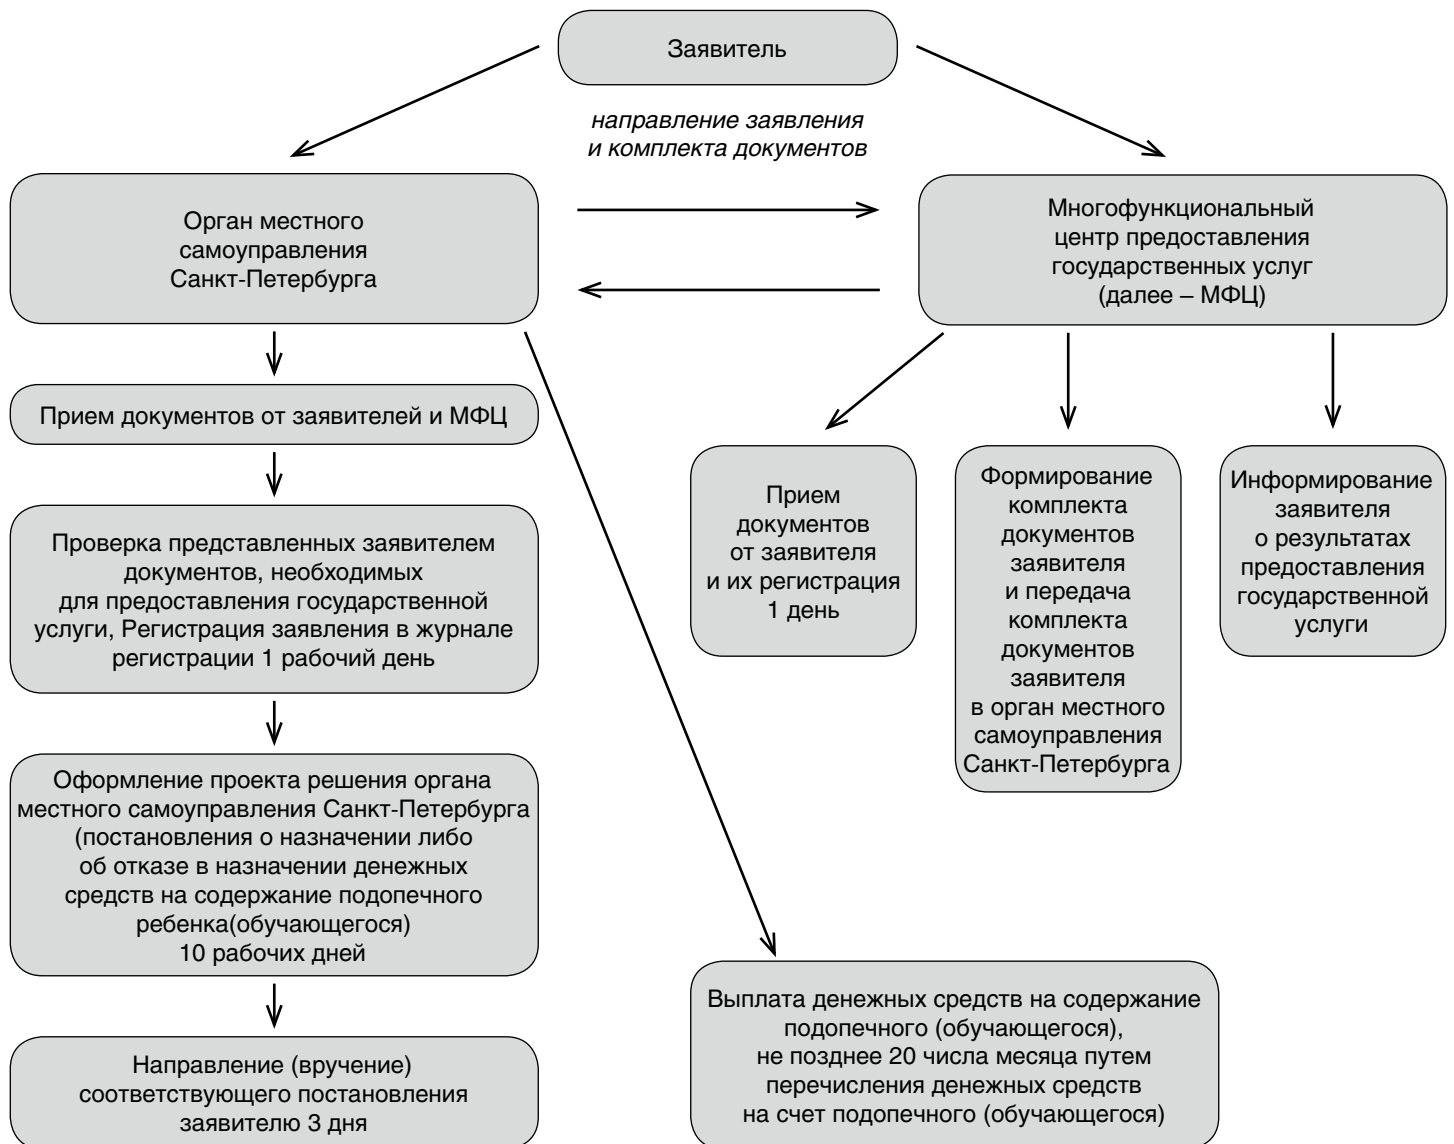 Заявитель
направление заявления
и комплекта документов
Орган местного
самоуправления
Санкт-Петербурга
Многофункциональный
центр предоставления
государственных услуг
(далее – МФЦ)
Прием документов от заявителей и МФЦ
Проверка представленных заявителем
документов, необходимых
для предоставления государственной
услуги, Регистрация заявления в журнале
регистрации 1 рабочий день
Оформление проекта решения органа
местного самоуправления Санкт-Петербурга
(постановления о назначении либо
об отказе в назначении денежных
средств на содержание подопечного
ребенка(обучающегося)
10 рабочих дней
Направление (вручение)
соответствующего постановления
заявителю 3 дня
Прием
документов
от заявителя
и их регистрация
1 день
Формирование
комплекта
документов
заявителя
и передача
комплекта
документов
заявителя
в орган местного
самоуправления
Санкт-Петербурга
Информирование
заявителя
о результатах
предоставления
государственной
услуги
Выплата денежных средств на содержание
подопечного (обучающегося),
не позднее 20 числа месяца путем
перечисления денежных средств
на счет подопечного (обучающегося)